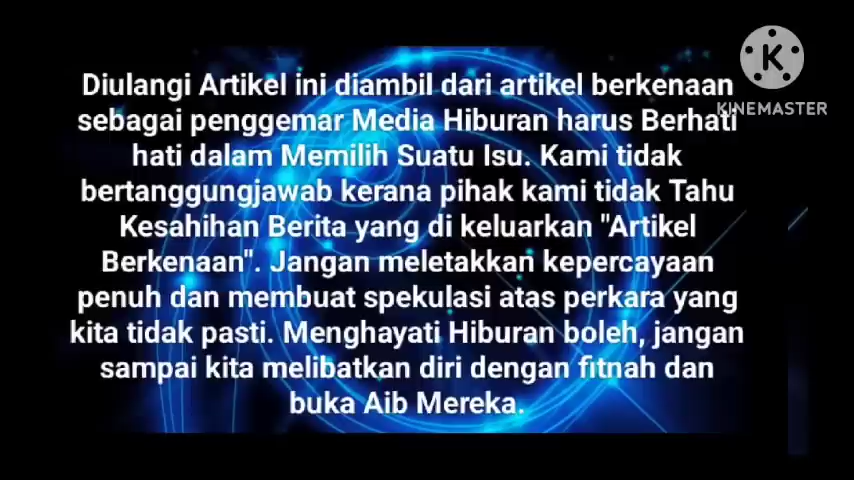 Diulangi Artikel ini diambil dari artikel berkenaan
sebagai penggemar Media Hiburan harus Berhati
hati dalam Memilih Suatu Isu. Kami tidak
bertanggungjawab kerana pihak kami tidak Tahu
Kesahihan Berita yang di keluarkan "Artikel
Berkenaan". Jangan meletakkan kepercayaan
penuh dan membuat spekulasi atas perkara yang
kita tidak pasti. Menghayati Hiburan boleh, jangan
sampai kita melibatkan diri dengan fitnah dan
buka Aib Mereka.
K
KINEMASTER